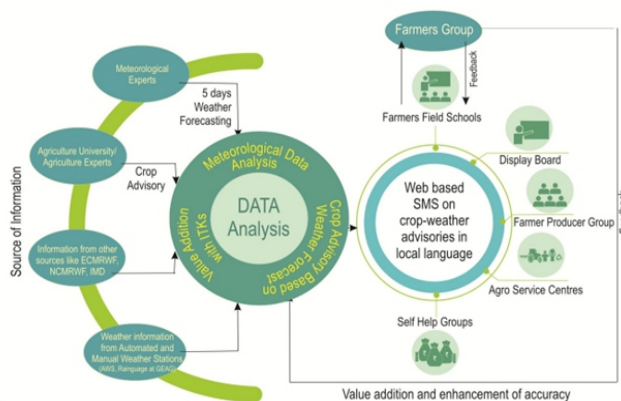 Farmers Group
Feedback
Meteorological
Experts
5 days
Weather
Forecasting
Farmers Field Schools
Agriculture University/
Agriculture Experts
Crop
Advisory
Display Board
Source of Information
Meteorological Data
Analysis
DATA
Analysis
Value Addition
with ITKs
Crop Advisory Based on
Weather Forecast
Web based
SMS on
crop-weather
advisories in
local language
Farmer Producer Group
Information from other
sources like ECMRWF,
NCMRWF, IMD
Agro Service Centres
Self Help Groups
Weather information
from Automated and
Manual Weather Stations
(AWS, Rainguage at GEAG)
Value addition and enhancement of accuracy